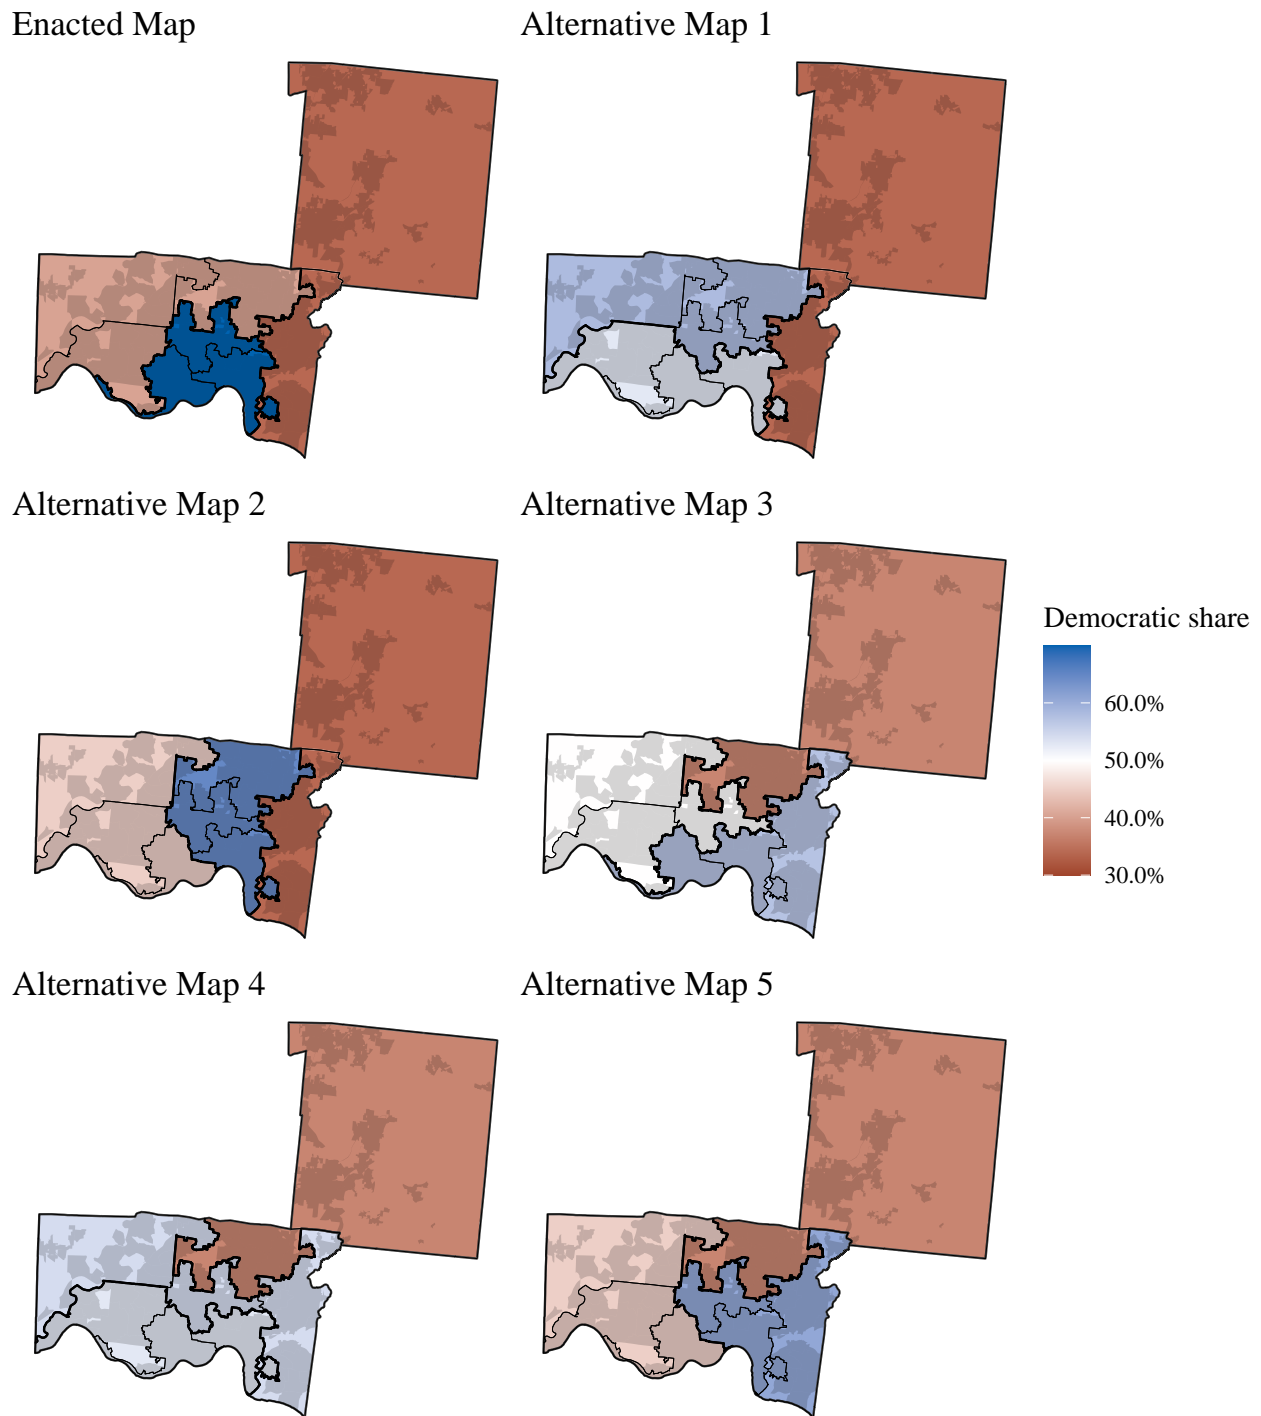 Enacted Map
Alternative Map 1
Alternative Map 2
Alternative Map 3
Democratic share
60.0%
50.0%
40.0%
30.0%
Alternative Map 4
Alternative Map 5